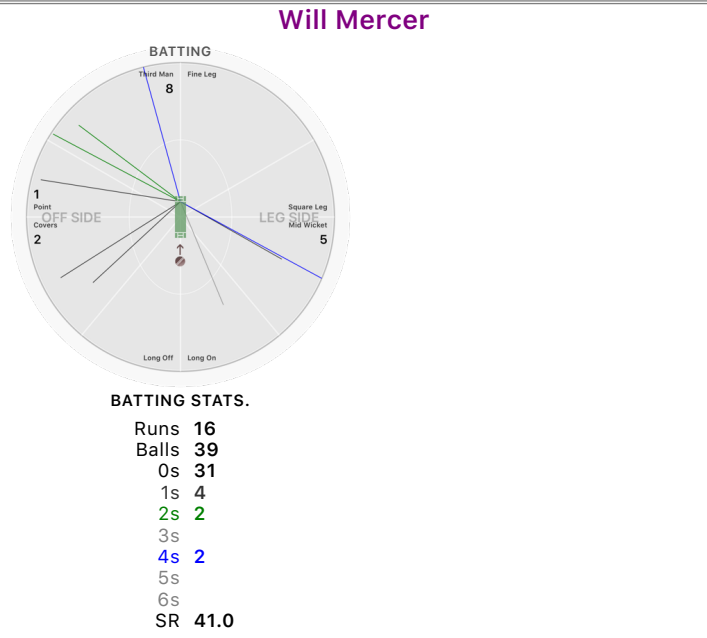 Will Mercer
BATTING
Third Man Fine Leg
8
1
Point Square Leg
OFF SIDE LEG SIDE
Covers Mid Wicket
2 5
Long Off Long On
BATTING STATS.
Runs 16
Balls 39
0s 31
1s 4
2s 2
3s
4s 2
5s
6s
SR 41.0